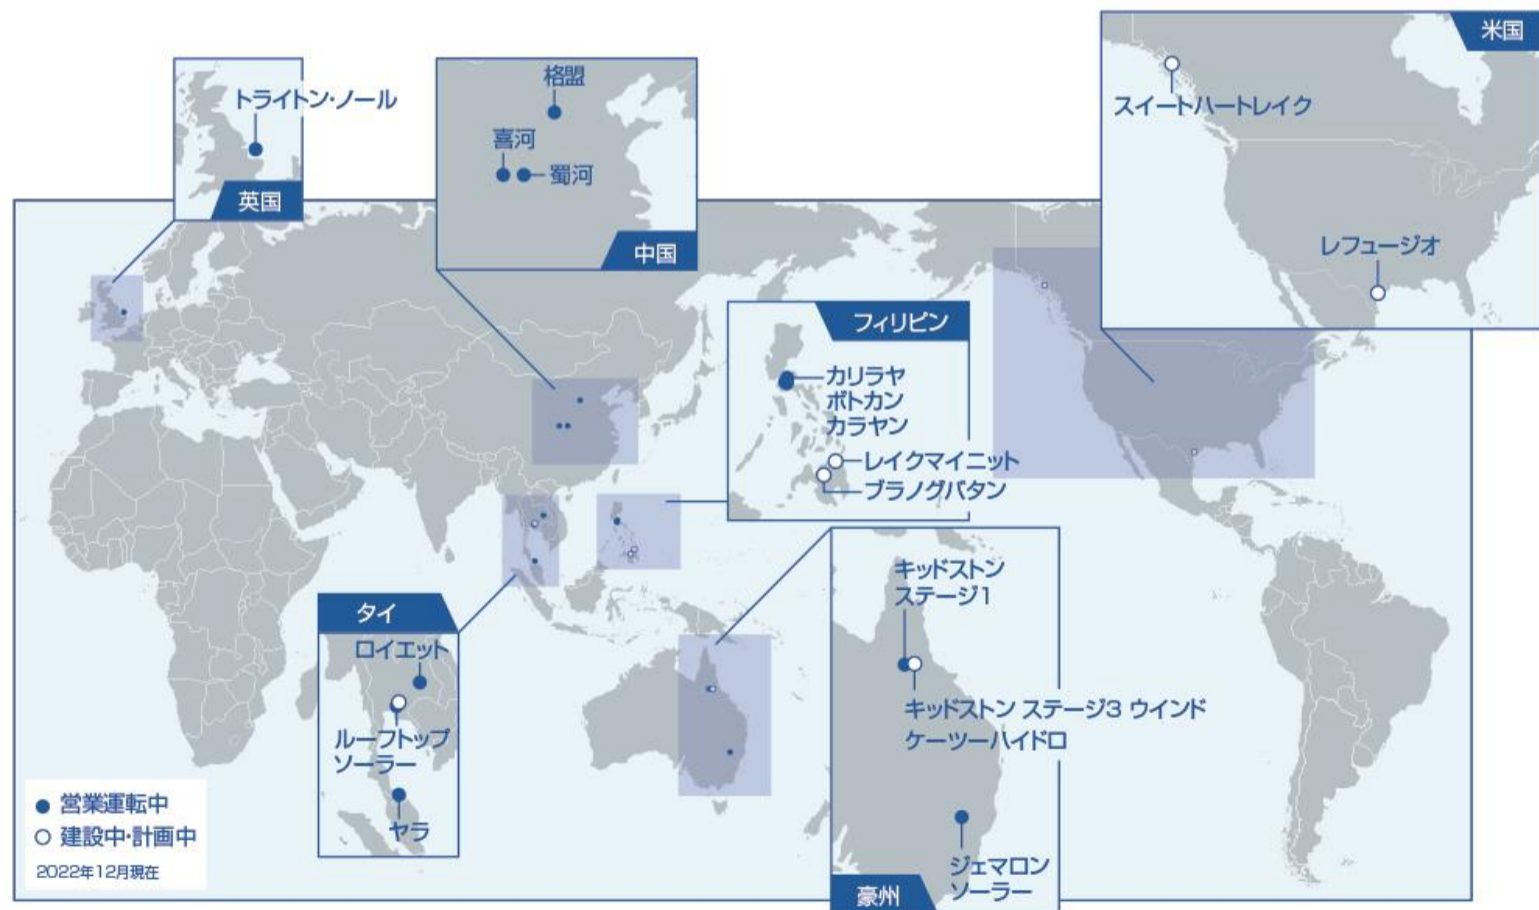 米国
スイートハートレイク
レフュージオ
トライトン・ノール
英国
格盟
喜河
蜀河
中国
フィリピン
カリラヤ
ボトカン
カラヤン
レイクマイニット
ブラノグバタン
タイ
ロイエット
ルーフトップ
ソーラー
ヤラ
キッドストン
ステージ1
キッドストン ステージ3 ウインド
ケーツーハイドロ
ジェマロン
ソーラー
豪州
● 営業運転中
○ 建設中・計画中
2022年12月現在